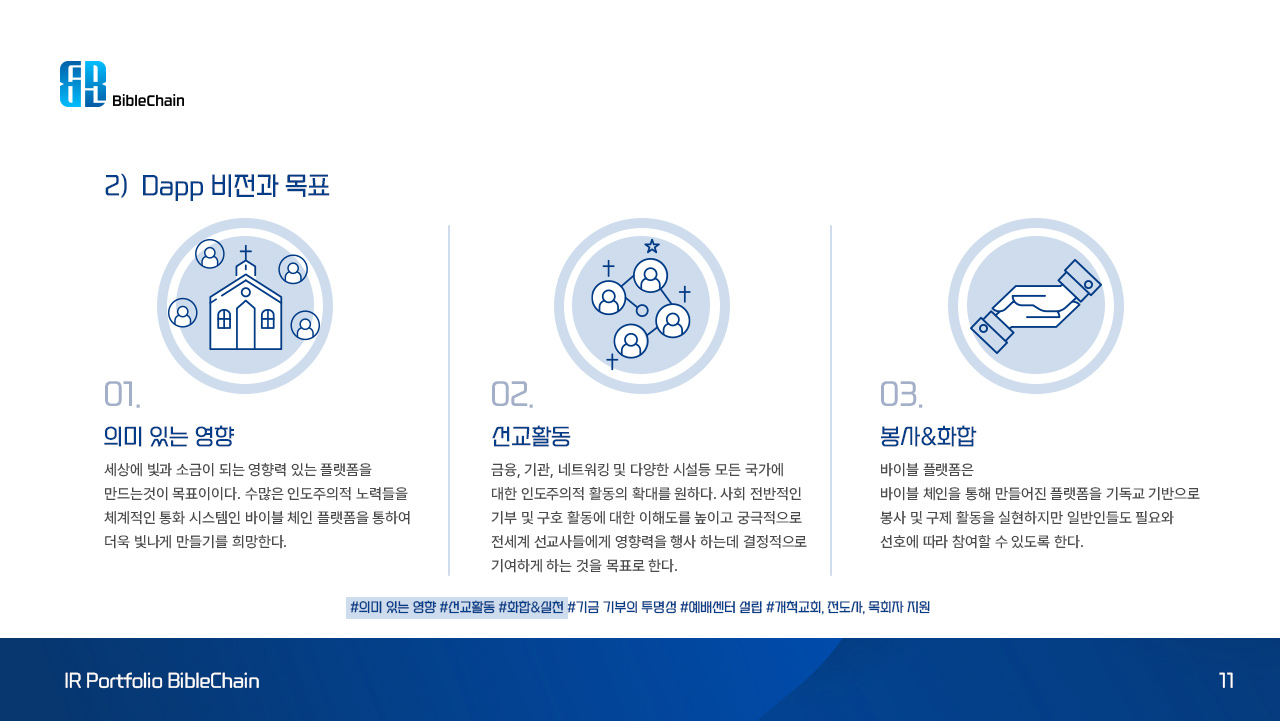 BibleChain
2) Dapp 비전과 목표
01.
의미 있는 영향
세상에 빛과 소금이 되는 영향력 있는 플랫폼을
만드는것이 목표이이다. 수많은 인도주의적 노력들을
체계적인 통화 시스템인 바이블 체인 플랫폼을 통하여
더욱 빛나게 만들기를 희망한다.
02.
선교활동
금융, 기관, 네트워킹 및 다양한 시설등 모든 국가에
대한 인도주의적 활동의 확대를 원하다. 사회 전반적인
기부 및 구호 활동에 대한 이해도를 높이고 궁극적으로
전세계 선교사들에게 영향력을 행사 하는데 결정적으로
기여하게 하는 것을 목표로 한다.
03.
봉사&화합
바이블 플랫폼은
바이블 체인을 통해 만들어진 플랫폼을 기독교 기반으로
봉사 및 구제 활동을 실현하지만 일반인들도 필요와
선호에 따라 참여할 수 있도록 한다.
#의미 있는 영향 #선교활동 #화합&실천 #기금 기부의 투명성 #예배센터 설립 #개척교회, 전도사, 목회자 지원
IR Portfolio BibleChain
11